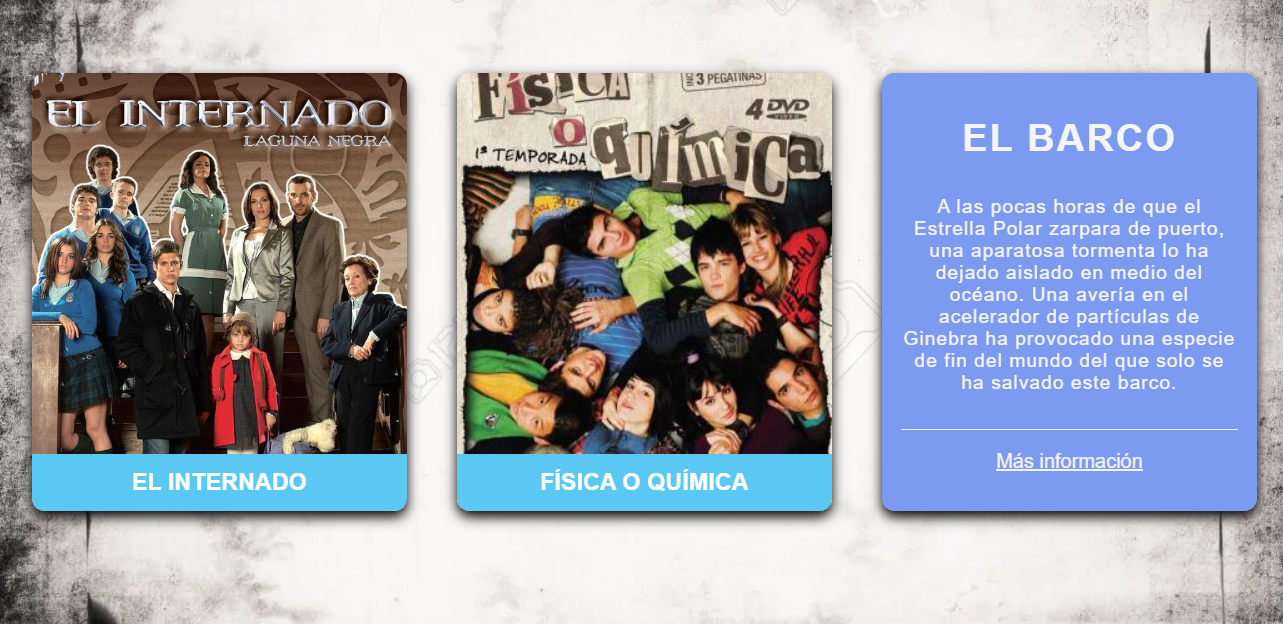 EL INTERNADO
LAGUNA NEGRA
EL INTERNADO
Física
o
química
1ª TEMPORADA
3 PEGATINAS
4 DVD
VIDEO
FÍSICA O QUÍMICA
EL BARCO
A las pocas horas de que el
Estrella Polar zarpara de puerto,
una aparatosa tormenta lo ha
dejado aislado en medio del
océano. Una avería en el
acelerador de partículas de
Ginebra ha provocado una especie
de fin del mundo del que solo se
ha salvado este barco.
Más información